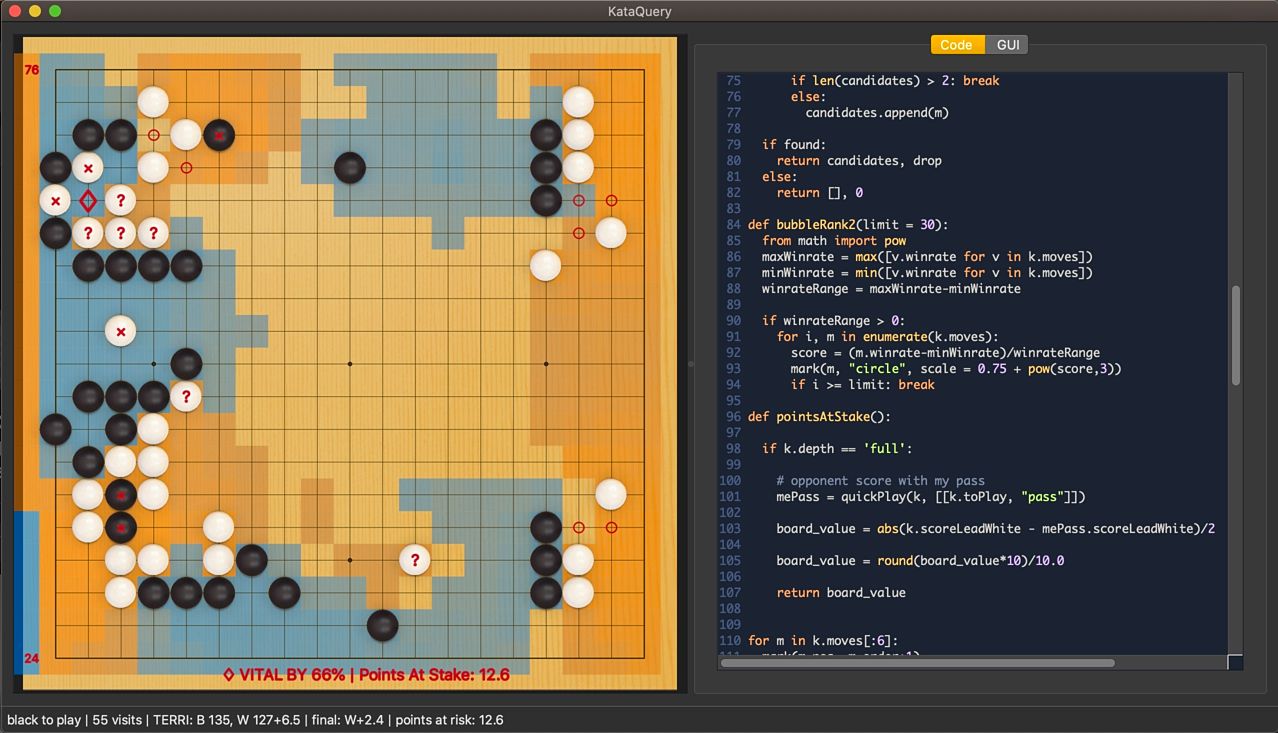 KataQuery
Code GUI
76
×
×
× ?
? ? ?
×
?
×
×
?
24
VITAL BY 66% | Points At Stake: 12.6
75 if len(candidates) > 2: break
76 else:
77 candidates.append(m)
78
79 if found:
80 return candidates, drop
81 else:
82 return [], 0
83
84 def bubbleRank2(limit = 30):
85 from math import pow
86 maxWinrate = max([v.winrate for v in k.moves])
87 minWinrate = min([v.winrate for v in k.moves])
88 winrateRange = maxWinrate-minWinrate
89
90 if winrateRange > 0:
91 for i, m in enumerate(k.moves):
92 score = (m.winrate-minWinrate)/winrateRange
93 mark(m, "circle", scale = 0.75 + pow(score,3))
94 if i >= limit: break
95
96 def pointsAtStake():
97
98 if k.depth == 'full':
99
100 # opponent score with my pass
101 mePass = quickPlay(k, [[k.toPlay, "pass"]])
102
103 board_value = abs(k.scoreLeadWhite - mePass.scoreLeadWhite)/2
104
105 board_value = round(board_value*10)/10.0
106
107 return board_value
108
109
110 for m in k.moves[:6]:
black to play | 55 visits | TERRI: B 135, W 127+6.5 | final: W+2.4 | points at risk: 12.6